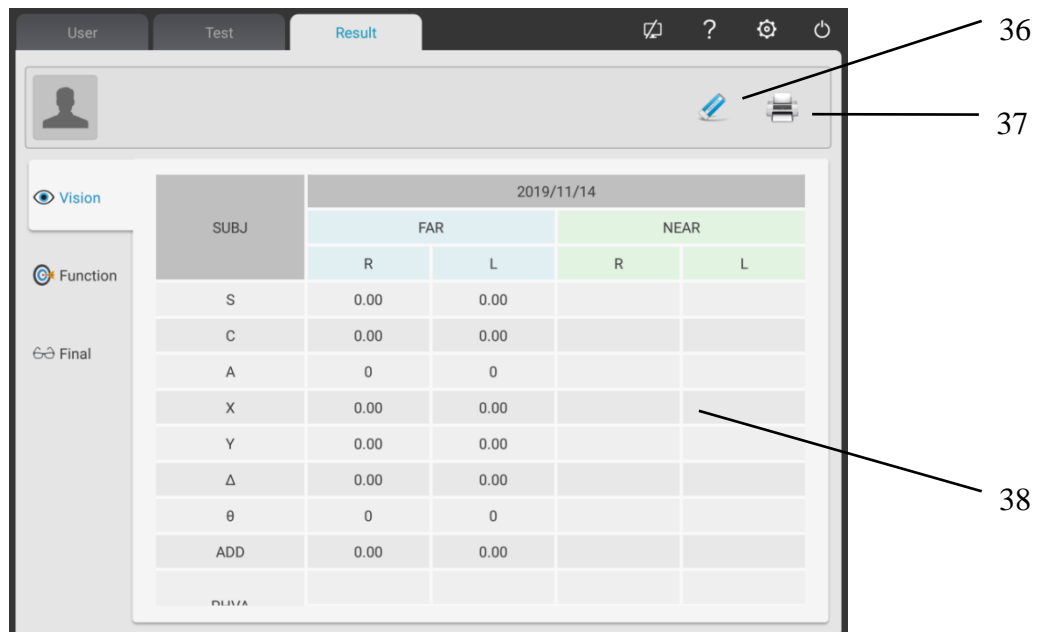 User Test Result ?
36
37
Vision
2019/11/14
SUBJ FAR NEAR
R L R L
Function
S 0.00 0.00
C 0.00 0.00
Final
A 0 0
X 0.00 0.00
Y 0.00 0.00
Δ 0.00 0.00
38
θ 0 0
ADD 0.00 0.00